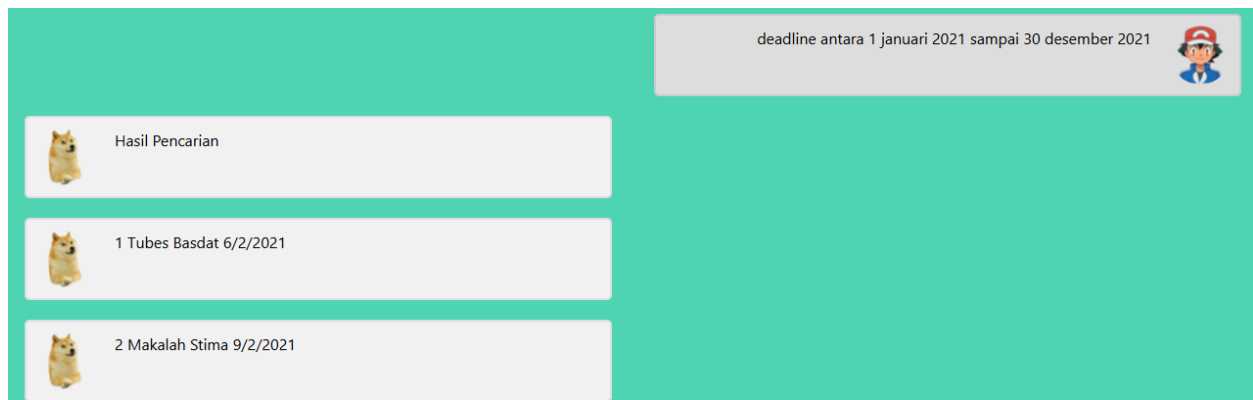 deadline antara 1 januari 2021 sampai 30 desember 2021
Hasil Pencarian
1 Tubes Basdat 6/2/2021
2 Makalah Stima 9/2/2021